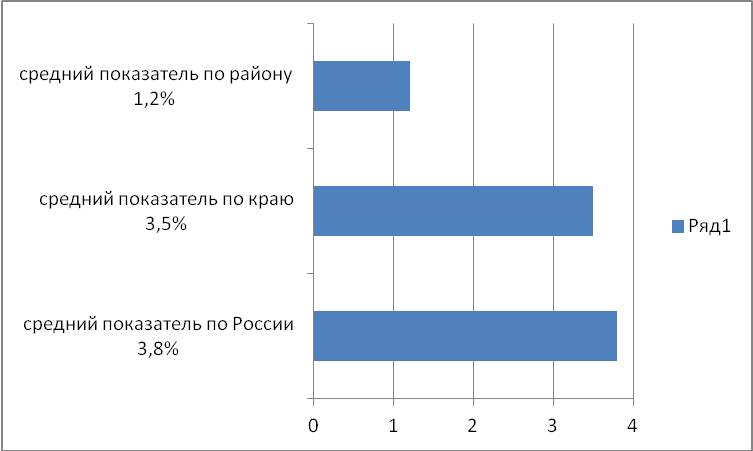 средний показатель по району
1,2%
средний показатель по краю
3,5%
средний показатель по России
3,8%
0 1 2 3 4
Ряд1